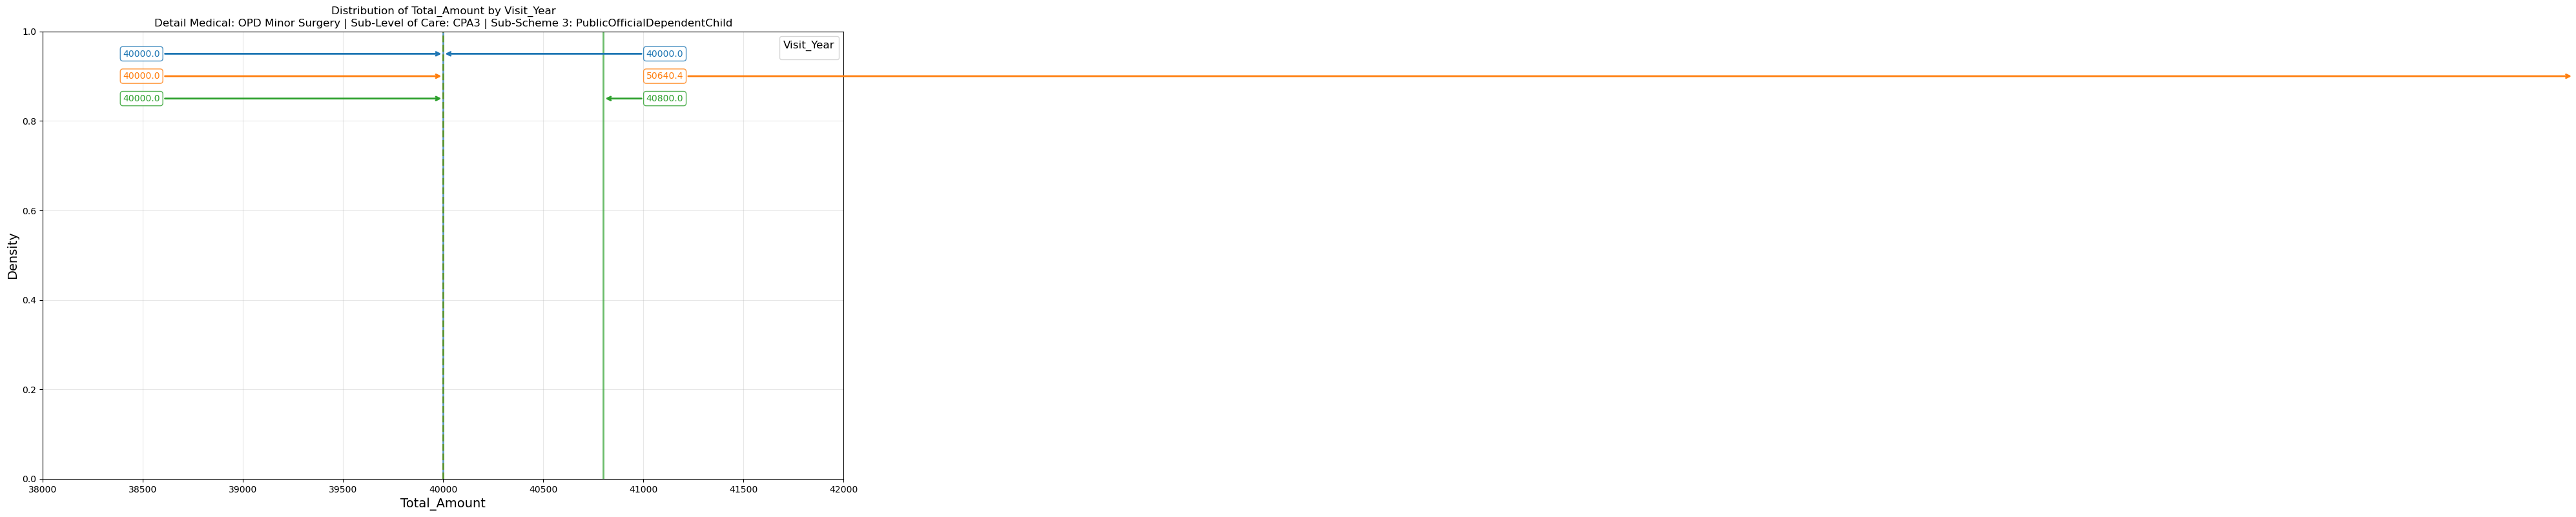 Distribution of Total_Amount by Visit_Year
Detail Medical: OPD Minor Surgery | Sub-Level of Care: CPA3 | Sub-Scheme 3: PublicOfficialDependentChild
Visit_Year
40000.0 40000.0
40000.0 50640.4
40000.0 40800.0
Density
1.0
0.8
0.6
0.4
0.2
0.0
38000 38500 39000 39500 40000 40500 41000 41500 42000
Total_Amount